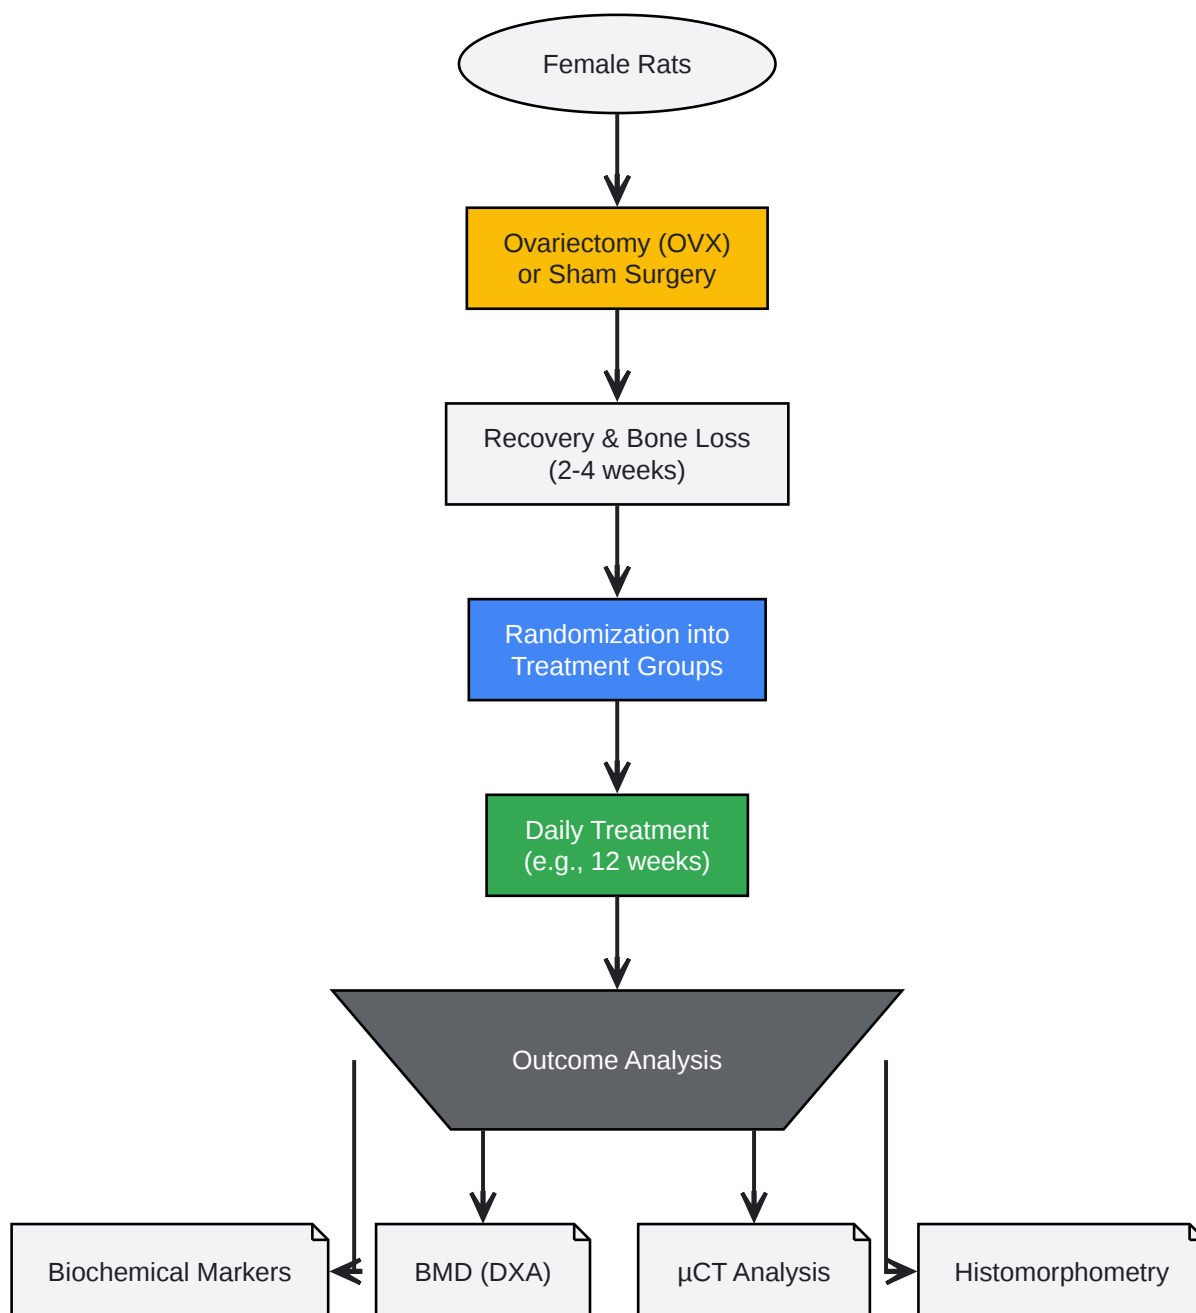 Female Rats
Ovariectomy (OVX)
or Sham Surgery
Recovery & Bone Loss
(2-4 weeks)
Randomization into
Treatment Groups
Daily Treatment
(e.g., 12 weeks)
Outcome Analysis
Biochemical Markers
BMD (DXA)
µCT Analysis
Histomorphometry